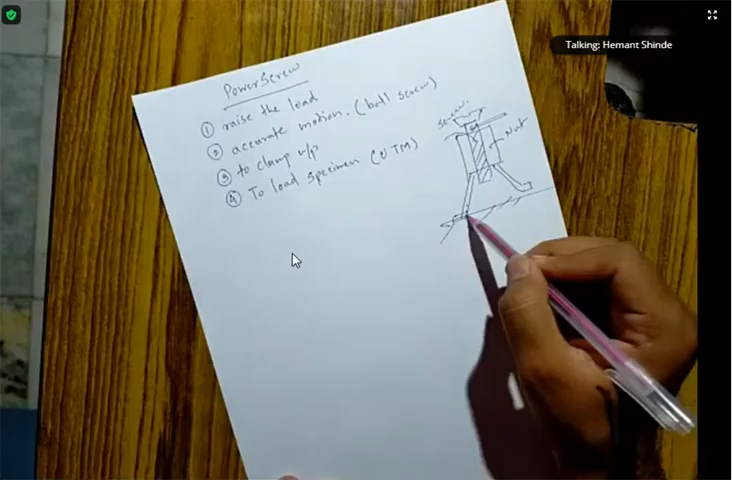 Talking: Hemant Shinde
Power Screw
① raise the load
② accurate motion. (ball screw)
③ to clamp w/p
④ To load specimen (UTM)
Screw.
Nut